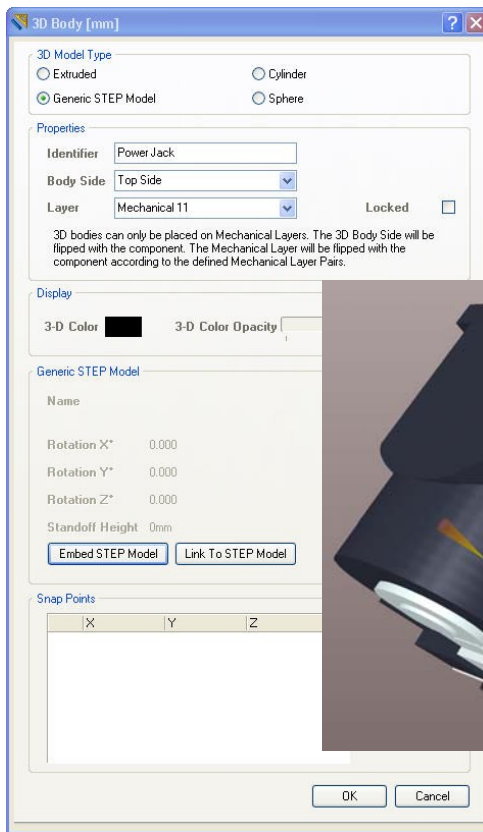 3D Body [mm]
3D Model Type
Extruded Cylinder
Generic STEP Model Sphere
Properties
Identifier Power Jack
Body Side Top Side
Layer Mechanical 11 Locked
3D bodies can only be placed on Mechanical Layers. The 3D Body Side will be
flipped with the component. The Mechanical Layer will be flipped with the
component according to the defined Mechanical Layer Pairs.
Display
3-D Color 3-D Color Opacity
Generic STEP Model
Name
Rotation X° 0.000
Rotation Y° 0.000
Rotation Z° 0.000
Standoff Height 0mm
Embed STEP Model Link To STEP Model
Snap Points
X Y Z
OK Cancel